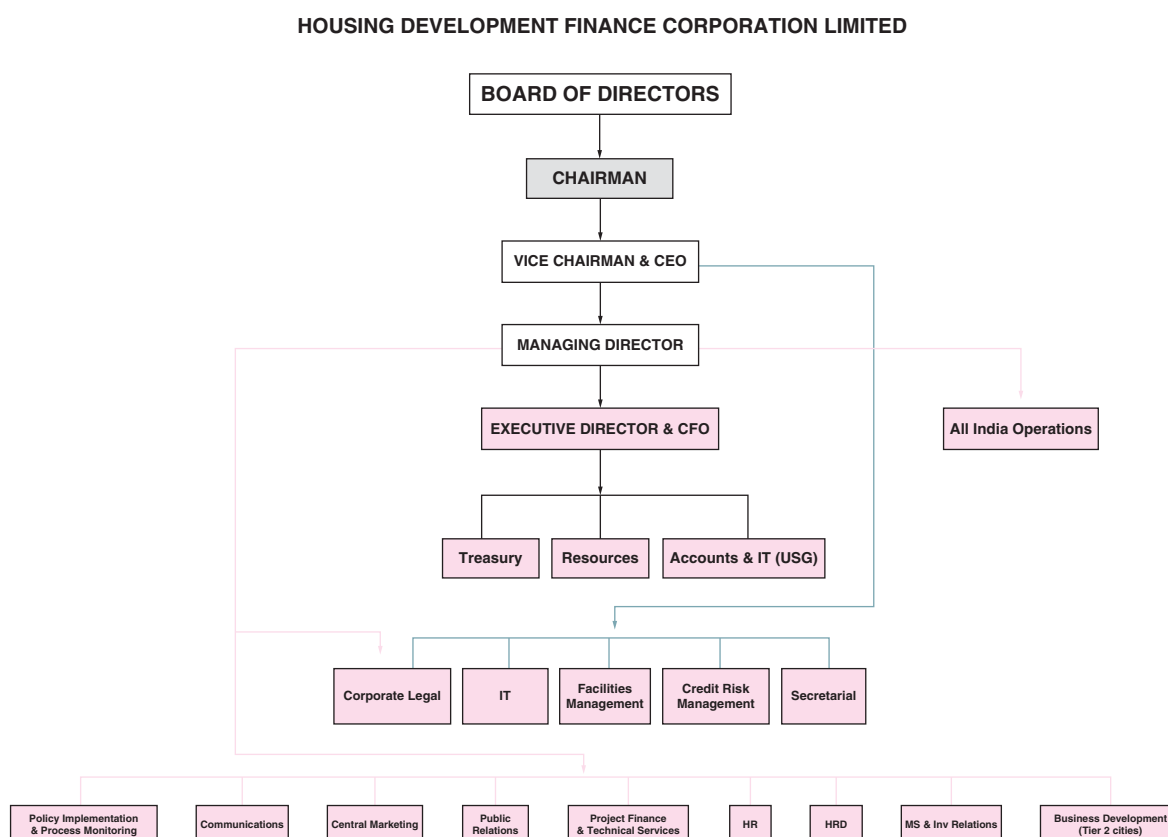 HOUSING DEVELOPMENT FINANCE CORPORATION LIMITED
BOARD OF DIRECTORS
CHAIRMAN
VICE CHAIRMAN & CEO
MANAGING DIRECTOR
EXECUTIVE DIRECTOR & CFO
All India Operations
Treasury
Resources
Accounts & IT (USG)
Corporate Legal
IT
Facilities
Management
Credit Risk
Management
Secretarial
Policy Implementation
& Process Monitoring
Communications
Central Marketing
Public
Relations
Project Finance
& Technical Services
HR
HRD
MS & Inv Relations
Business Development
(Tier 2 cities)